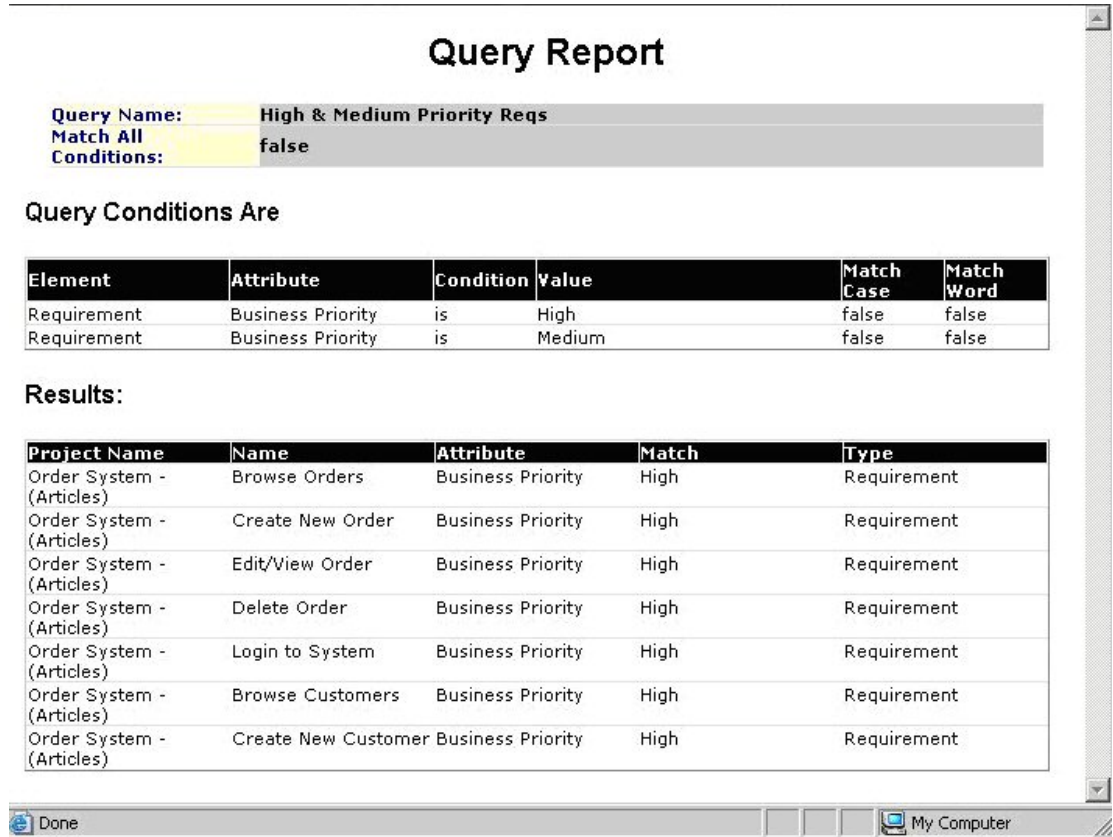 Query Report
Query Name: High & Medium Priority Reqs
Match All
Conditions: false
Query Conditions Are
Element Attribute Condition Value Match Case Match Word
Requirement Business Priority is High false false
Requirement Business Priority is Medium false false
Results:
Project Name Name Attribute Match Type
Order System - Browse Orders Business Priority High Requirement
(Articles)
Order System - Create New Order Business Priority High Requirement
(Articles)
Order System - Edit/View Order Business Priority High Requirement
(Articles)
Order System - Delete Order Business Priority High Requirement
(Articles)
Order System - Login to System Business Priority High Requirement
(Articles)
Order System - Browse Customers Business Priority High Requirement
(Articles)
Order System - Create New Customer Business Priority High Requirement
(Articles)
Done My Computer